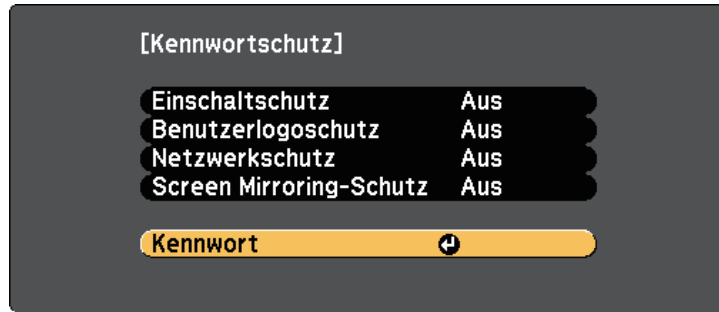 [Kennwortschutz]
Einschaltschutz Aus
Benutzerlogoschutz Aus
Netzwerkschutz Aus
Screen Mirroring-Schutz Aus
Kennwort